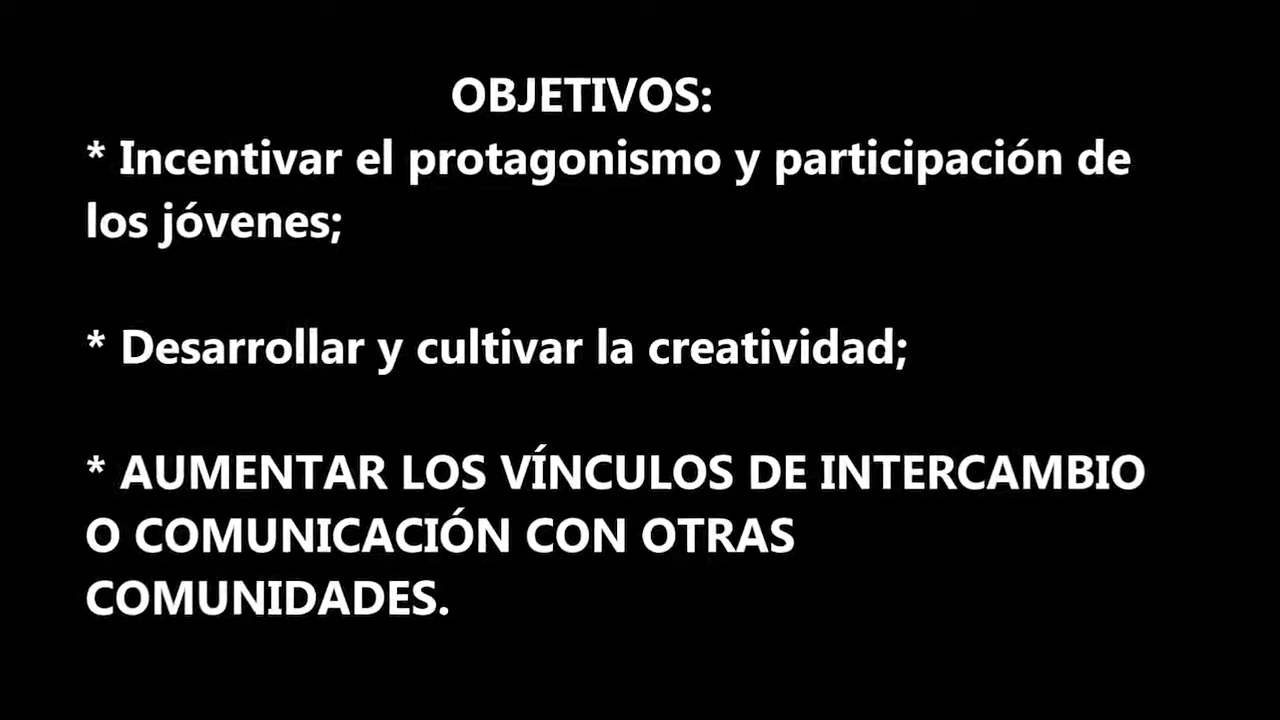 OBJETIVOS:
* Incentivar el protagonismo y participación de
los jóvenes;
* Desarrollar y cultivar la creatividad;
* AUMENTAR LOS VÍNCULOS DE INTERCAMBIO
O COMUNICACIÓN CON OTRAS
COMUNIDADES.